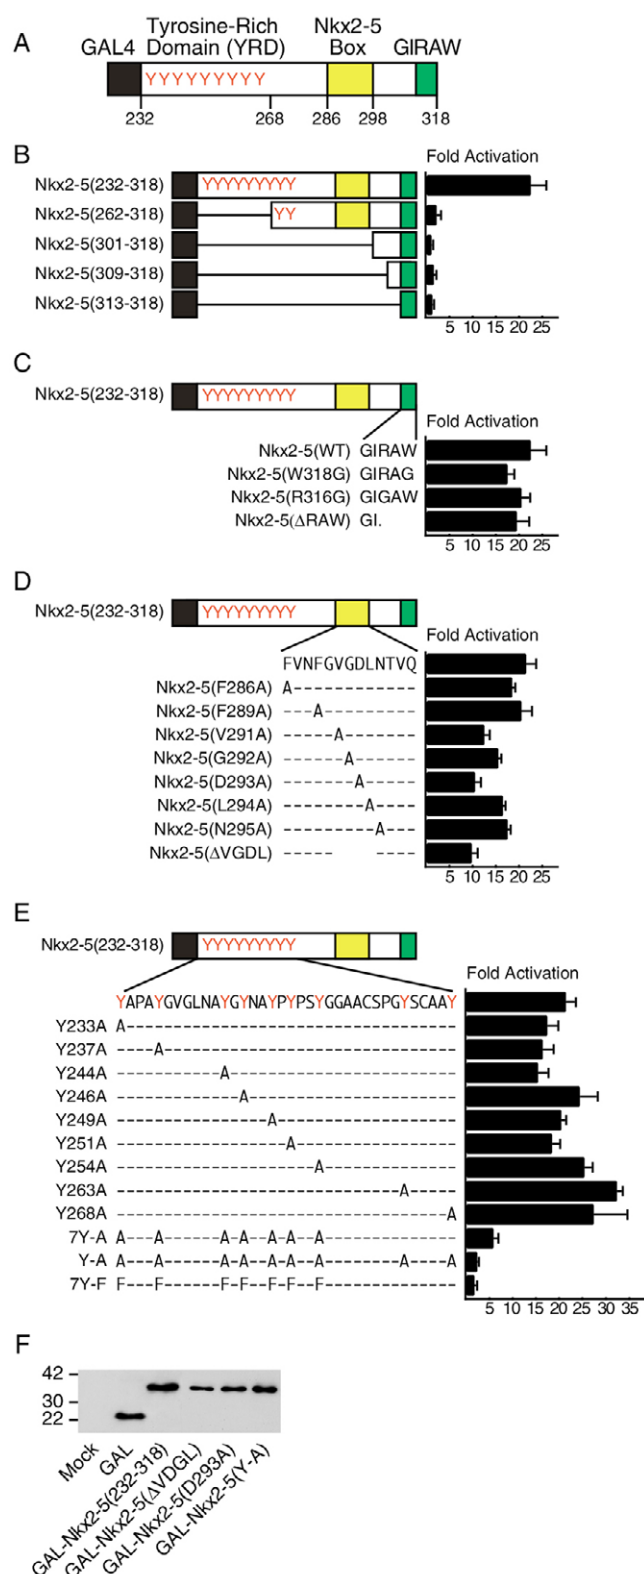 A
Tyrosine-Rich
Domain (YRD)
Nkx2-5
Box
GAL4
GIRAW
YYYYYYYYY
232
268
286
298
318
B
Fold Activation
Nkx2-5(232-318)
YYYYYYYYY
Nkx2-5(262-318)
YY
Nkx2-5(301-318)
Nkx2-5(309-318)
Nkx2-5(313-318)
5 10 15 20 25
C
Nkx2-5(232-318)
YYYYYYYYY
Fold Activation
Nkx2-5(WT) GIRAW
Nkx2-5(W318G) GIRAG
Nkx2-5(R316G) GIGAW
Nkx2-5(ΔRAW) GI.
5 10 15 20 25
D
Nkx2-5(232-318)
YYYYYYYYY
Fold Activation
FVNFGVGDLNTVQ
Nkx2-5(F286A) A------------
Nkx2-5(F289A) ---A---------
Nkx2-5(V291A) -----A-------
Nkx2-5(G292A) ------A------
Nkx2-5(D293A) -------A-----
Nkx2-5(L294A) --------A----
Nkx2-5(N295A) ---------A---
Nkx2-5(ΔVGDL) -----    ----
5 10 15 20 25
E
Nkx2-5(232-318)
YYYYYYYYY
Fold Activation
YAPAYGVGLNAYGYNAYPYPSYGGAACSPGYSCAAY
Y233A A-----------------------------------
Y237A ----A-------------------------------
Y244A -----------A------------------------
Y246A -------------A----------------------
Y249A ----------------A-------------------
Y251A ------------------A-----------------
Y254A ---------------------A--------------
Y263A ------------------------------A-----
Y268A -----------------------------------A
7Y-A A---A------A-A--A-A--A--------------
Y-A A---A------A-A--A-A--A--------A----A
7Y-F F---F------F-F--F-F--F--------------
5 10 15 20 25 30 35
F
42
30
22
Mock
GAL
GAL-Nkx2-5(232-318)
GAL-Nkx2-5(ΔVDGL)
GAL-Nkx2-5(D293A)
GAL-Nkx2-5(Y-A)